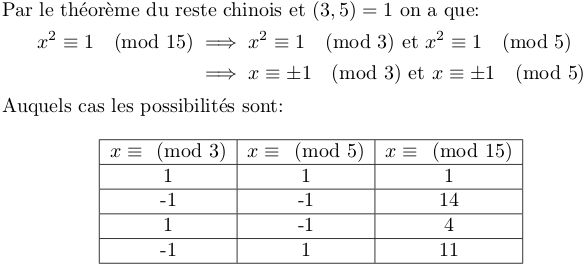 Par le théorème du reste chinois et (3, 5) = 1 on a que:
x² ≡ 1 (mod 15) ⟹ x² ≡ 1 (mod 3) et x² ≡ 1 (mod 5)
⟹ x ≡ ±1 (mod 3) et x ≡ ±1 (mod 5)
Auquels cas les possibilités sont:
x ≡ (mod 3) x ≡ (mod 5) x ≡ (mod 15)
1 1 1
-1 -1 14
1 -1 4
-1 1 11